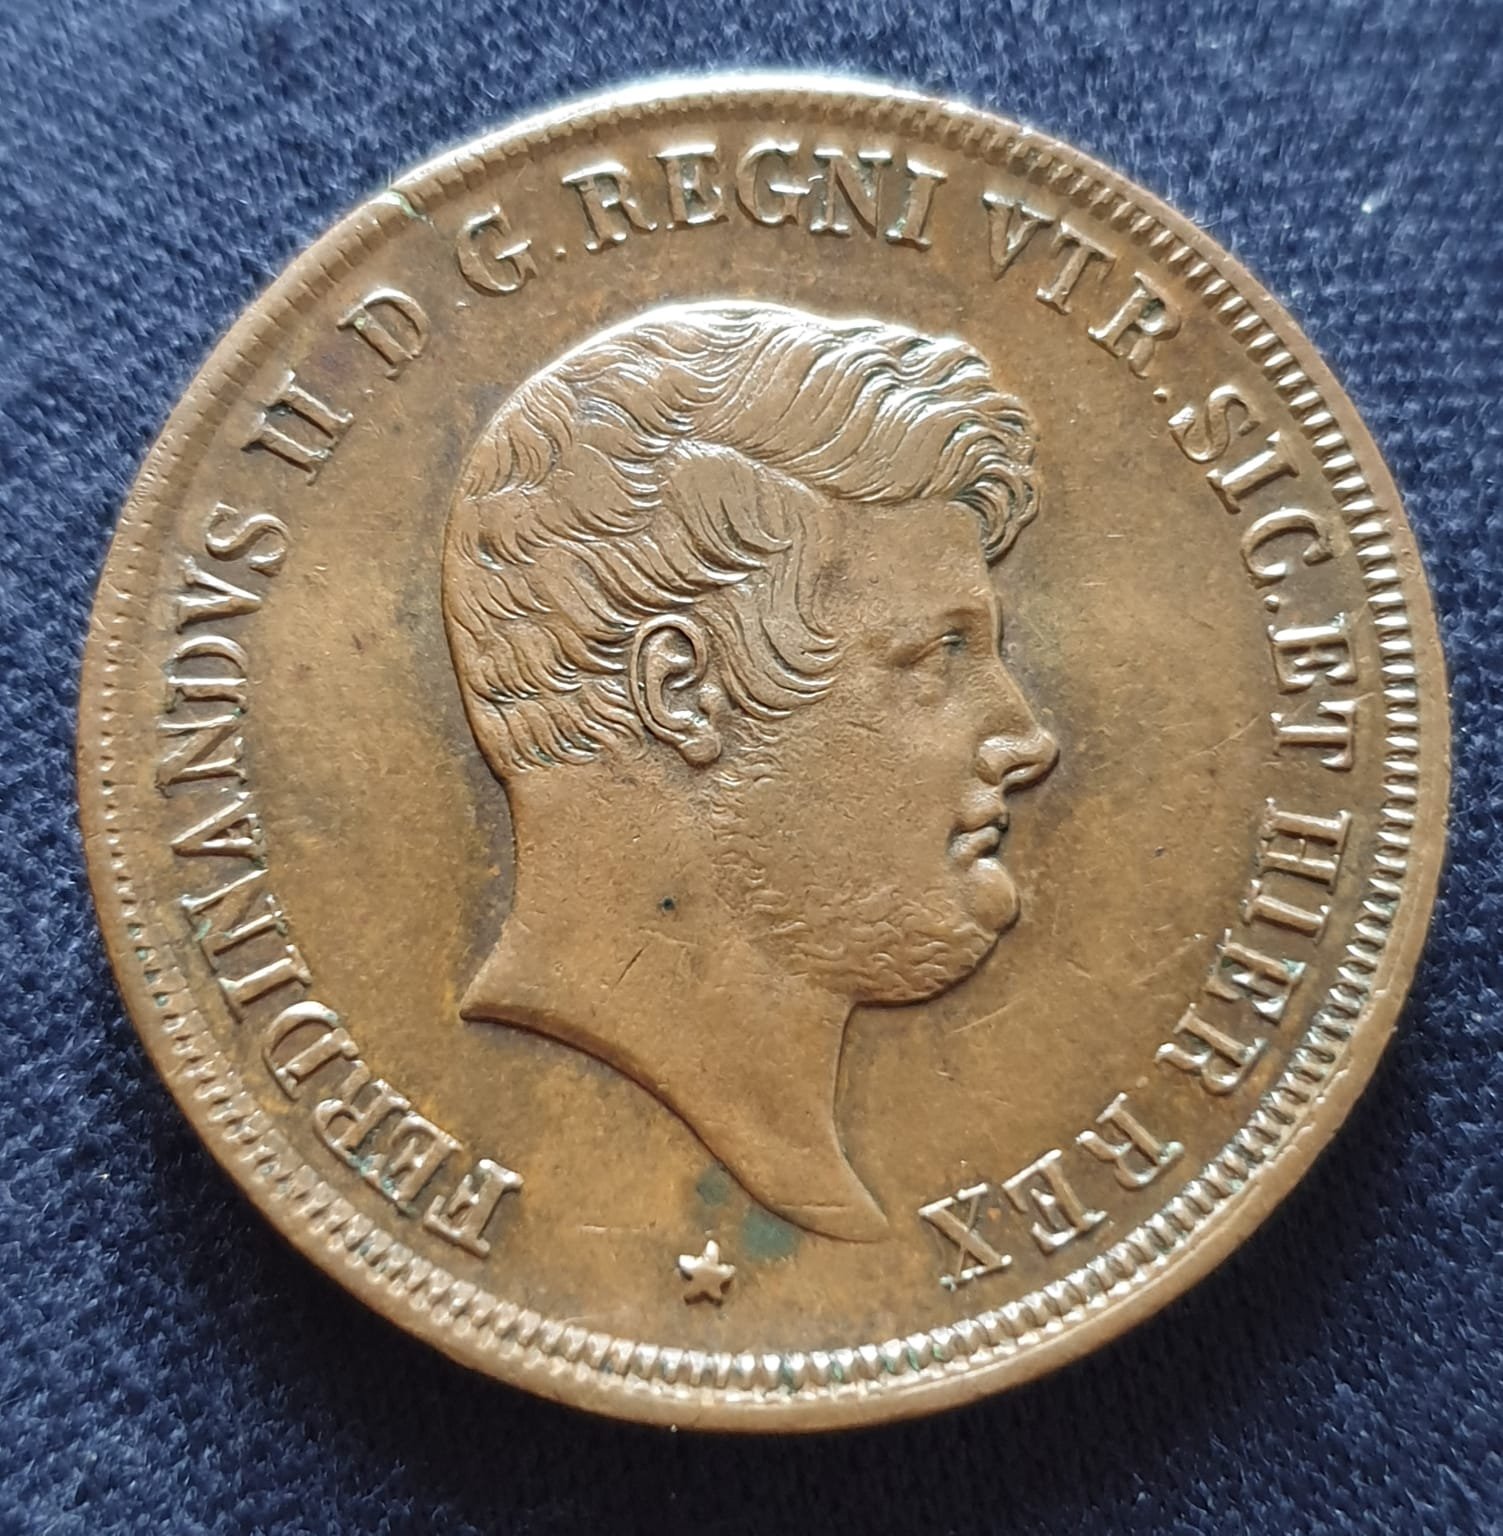 FERDINANDVS II . D . G . REGNI VTR . SIC . ET HIER REX